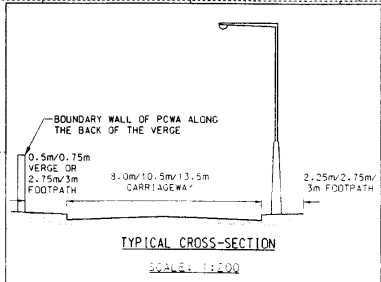 BOUNDARY WALL OF PCWA ALONG
THE BACK OF THE VERGE
0.5m/0.75m
VERGE OR
2.75m/3m
FOOTPATH
8.0m/10.5m/13.5m
CARRIAGEWAY
2.25m/2.75m/
3m FOOTPATH
TYPICAL CROSS-SECTION
SCALE: 1:200